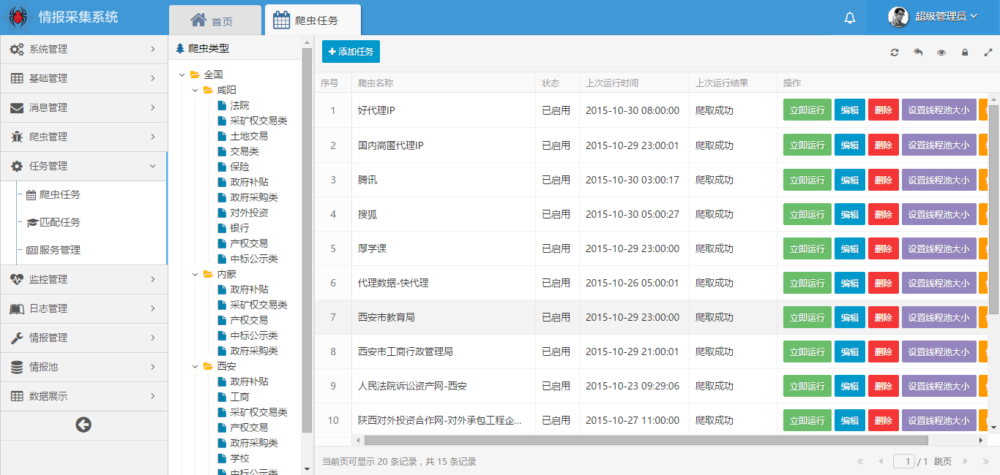 情报采集系统
首页
爬虫任务
超级管理员
系统管理
基础管理
消息管理
爬虫管理
任务管理
爬虫任务
匹配任务
服务管理
监控管理
日志管理
情报管理
情报池
数据展示
爬虫类型
全国
咸阳
法院
采矿权交易类
土地交易
交易类
保险
政府补贴
政府采购类
对外投资
银行
产权交易
中标公示类
内蒙
政府补贴
采矿权交易类
产权交易
中标公示类
政府采购类
西安
政府补贴
工商
采矿权交易类
产权交易
政府采购类
学校
中标公示类
添加任务
序号 爬虫名称 状态 上次运行时间 上次运行结果 操作
1 好代理IP 已启用 2015-10-30 08:00:00 爬取成功 立即运行 编辑 删除 设置线程池大小
2 国内高匿代理IP 已启用 2015-10-29 23:00:01 爬取成功 立即运行 编辑 删除 设置线程池大小
3 腾讯 已启用 2015-10-30 03:00:17 爬取成功 立即运行 编辑 删除 设置线程池大小
4 搜狐 已启用 2015-10-30 05:00:27 爬取成功 立即运行 编辑 删除 设置线程池大小
5 厚学课 已启用 2015-10-29 23:00:00 爬取成功 立即运行 编辑 删除 设置线程池大小
6 代理数据-快代理 已启用 2015-10-26 05:00:01 爬取成功 立即运行 编辑 删除 设置线程池大小
7 西安市教育局 已启用 2015-10-29 23:00:00 爬取成功 立即运行 编辑 删除 设置线程池大小
8 西安市工商行政管理局 已启用 2015-10-29 21:00:01 爬取成功 立即运行 编辑 删除 设置线程池大小
9 人民法院诉讼资产网-西安 已启用 2015-10-23 09:29:06 爬取成功 立即运行 编辑 删除 设置线程池大小
10 陕西对外投资合作网-对外承包工程企... 已启用 2015-10-27 11:00:00 爬取成功 立即运行 编辑 删除 设置线程池大小
当前页可显示 20 条记录，共 15 条记录
1 / 1 跳页